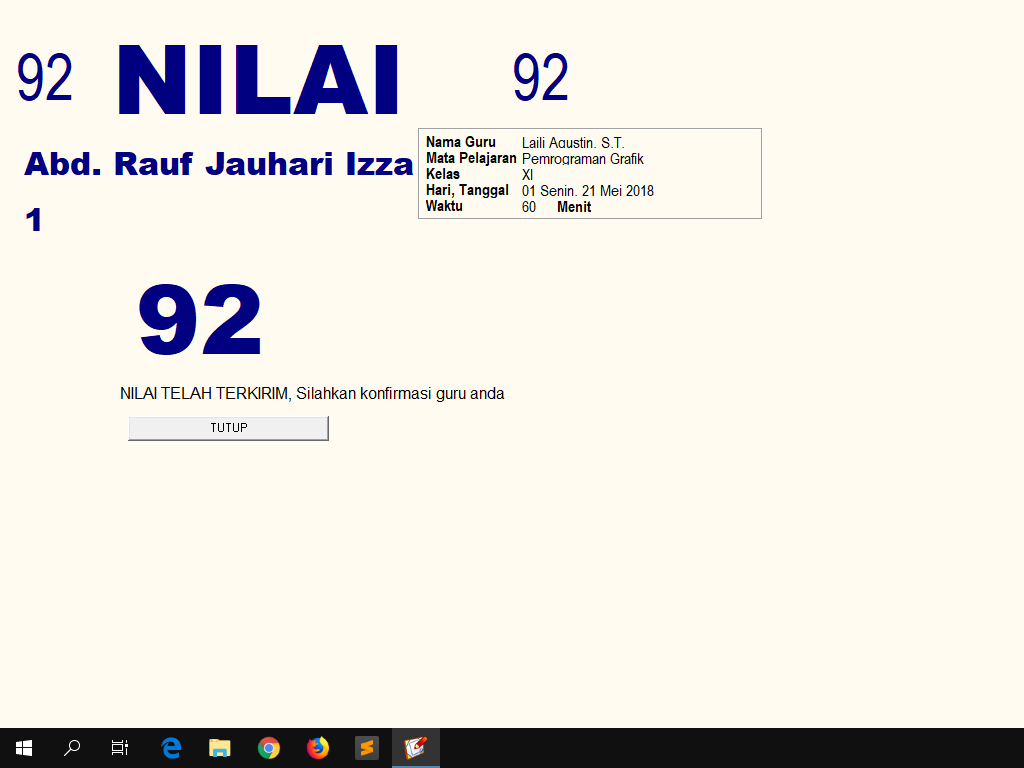 92 NILAI 92
Abd. Rauf Jauhari Izza
1
Nama Guru Laili Agustin, S.T.
Mata Pelajaran Pemrograman Grafik
Kelas XI
Hari, Tanggal 01 Senin, 21 Mei 2018
Waktu 60 Menit
92
NILAI TELAH TERKIRIM, Silahkan konfirmasi guru anda
TUTUP